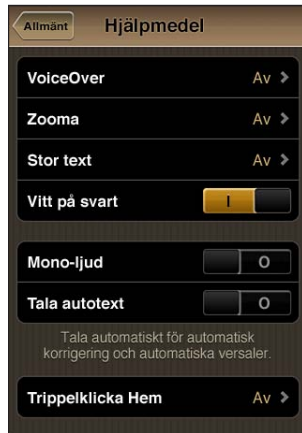 Allmänt Hjälpmedel
VoiceOver Av
Zooma Av
Stor text Av
Vitt på svart I
Mono-ljud O
Tala autotext O
Tala automatiskt för automatisk
korrigering och automatiska versaler.
Trippelklicka Hem Av